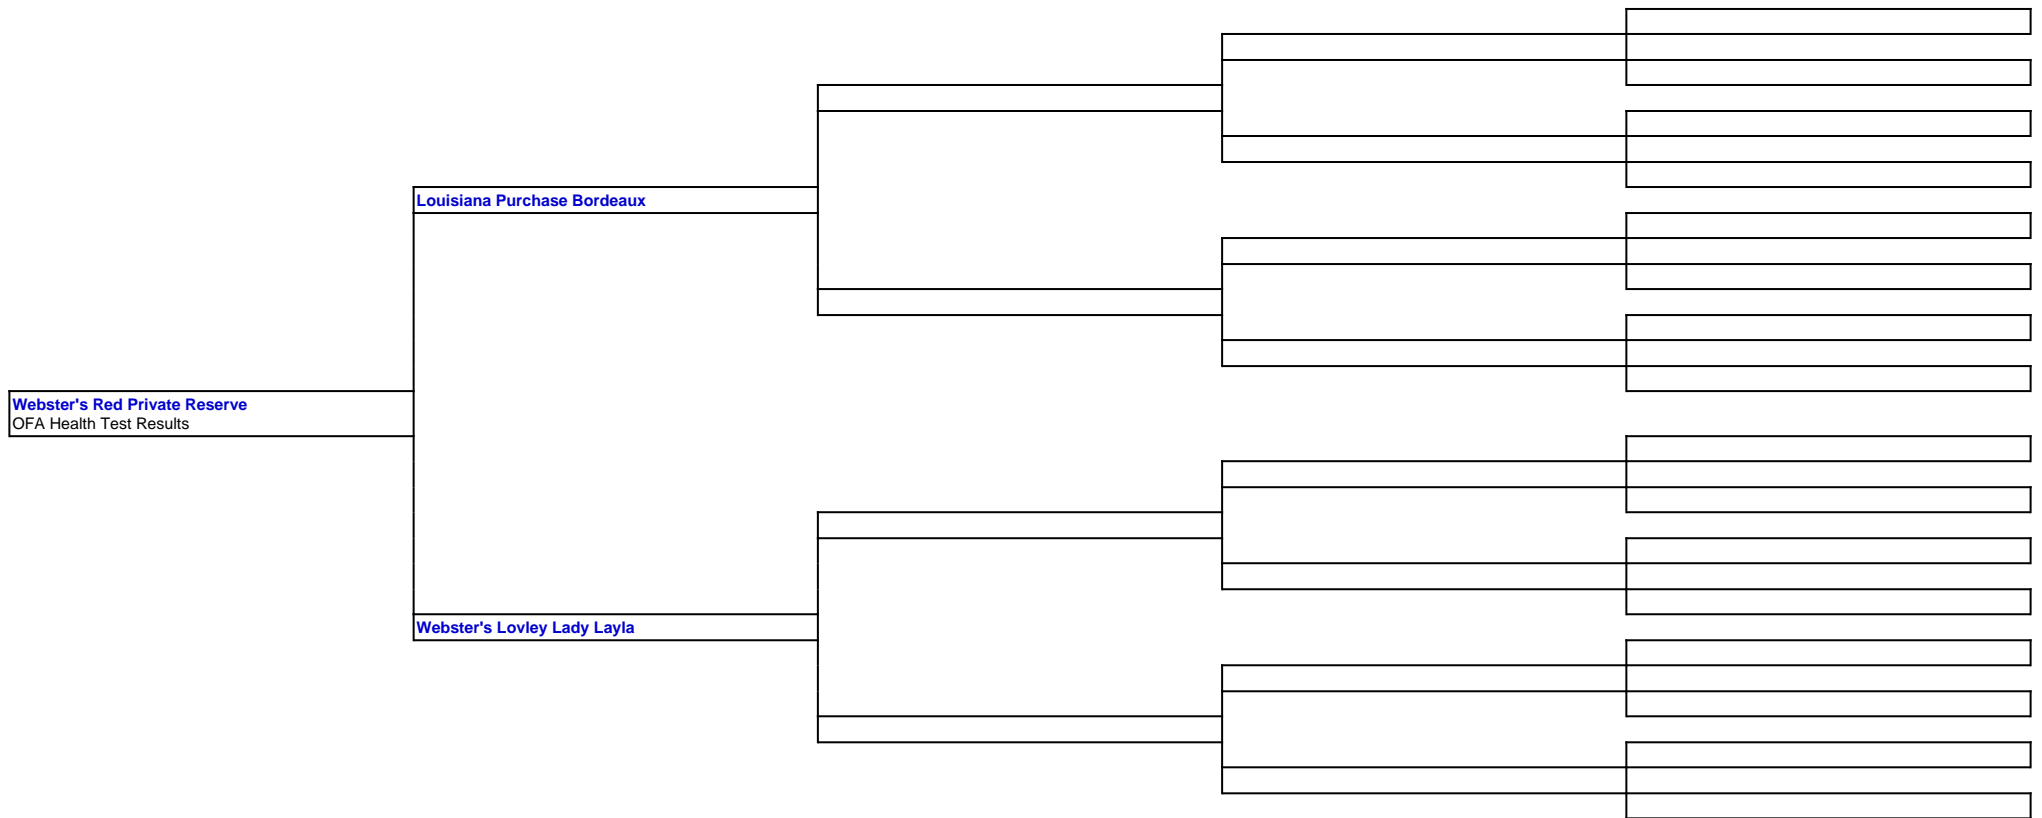 Louisiana Purchase Bordeaux
Webster's Red Private Reserve
OFA Health Test Results
Webster's Lovley Lady Layla